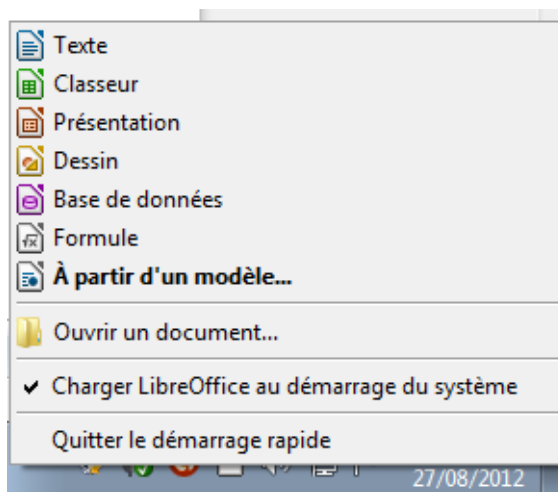 Texte
Classeur
Présentation
Dessin
Base de données
Formule
À partir d'un modèle...
Ouvrir un document...
Charger LibreOffice au démarrage du système
Quitter le démarrage rapide
27/08/2012